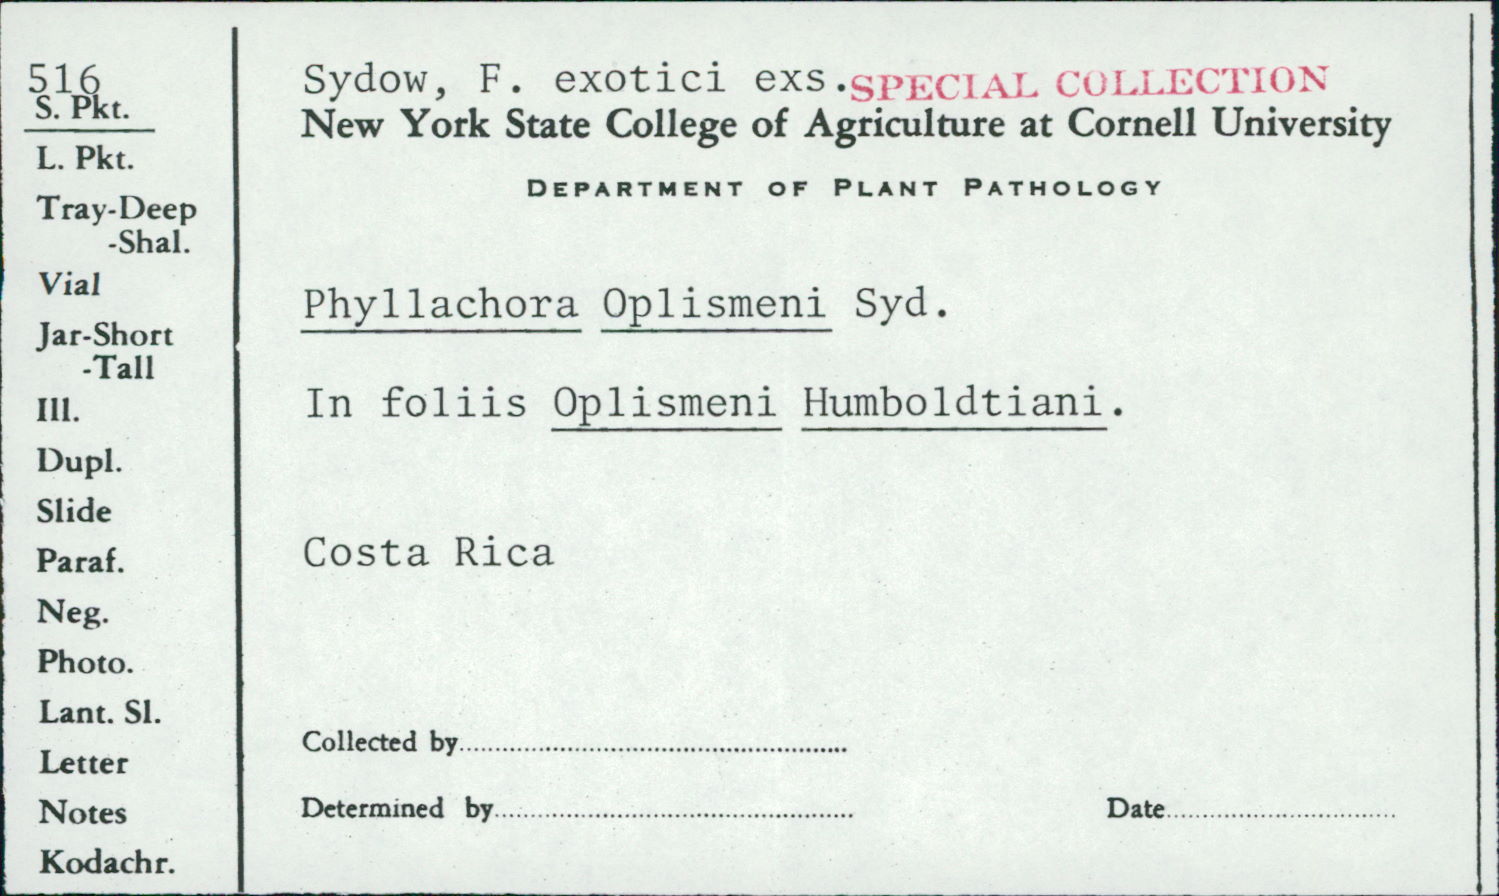 516
S. Pkt.
L. Pkt.
Tray-Deep
-Shal.
Vial
Jar-Short
-Tall
Ill.
Dupl.
Slide
Paraf.
Neg.
Photo.
Lant. Sl.
Letter
Notes
Kodachr.
Sydow, F. exotici exs. SPECIAL COLLECTION
New York State College of Agriculture at Cornell University
DEPARTMENT OF PLANT PATHOLOGY
Phyllachora Oplismeni Syd.
In foliis Oplismeni Humboldtiani.
Costa Rica
Collected by
Determined by Date